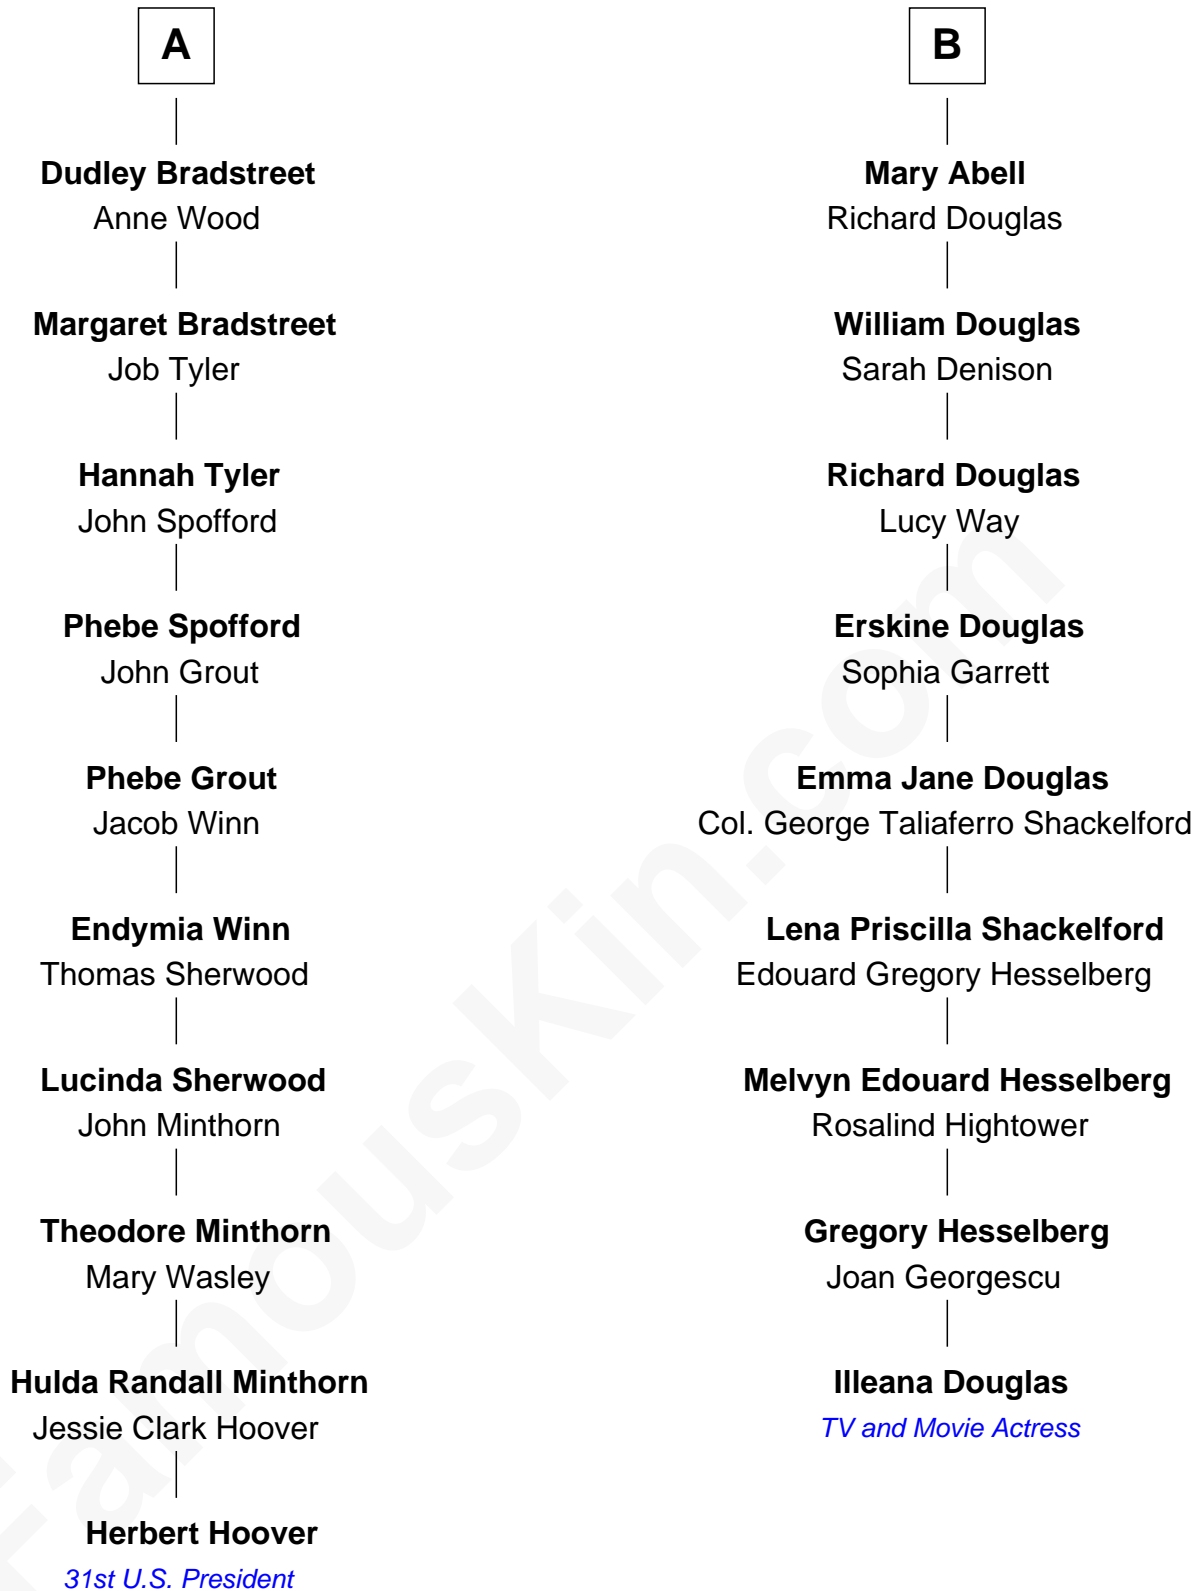 A
Dudley Bradstreet
Anne Wood
Margaret Bradstreet
Job Tyler
Hannah Tyler
John Spofford
Phebe Spofford
John Grout
Phebe Grout
Jacob Winn
Endymia Winn
Thomas Sherwood
Lucinda Sherwood
John Minthorn
Theodore Minthorn
Mary Wasley
Hulda Randall Minthorn
Jessie Clark Hoover
Herbert Hoover
31st U.S. President
B
Mary Abell
Richard Douglas
William Douglas
Sarah Denison
Richard Douglas
Lucy Way
Erskine Douglas
Sophia Garrett
Emma Jane Douglas
Col. George Taliaferro Shackelford
Lena Priscilla Shackelford
Edouard Gregory Hesselberg
Melvyn Edouard Hesselberg
Rosalind Hightower
Gregory Hesselberg
Joan Georgescu
Illeana Douglas
TV and Movie Actress
FamousKin.com